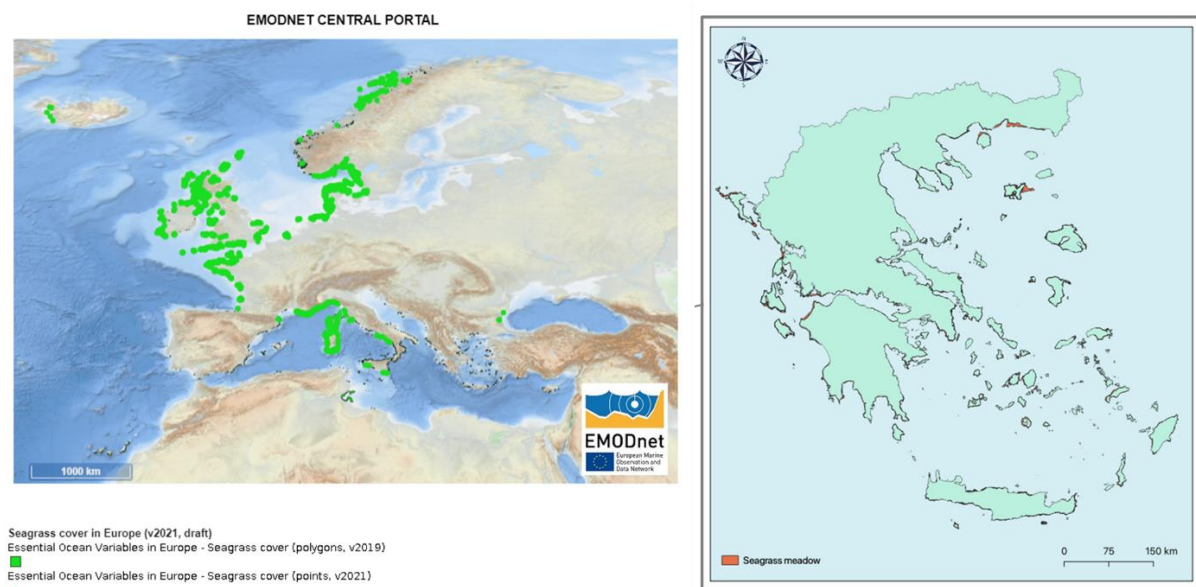 EMODNET CENTRAL PORTAL
1000 km
EMODnet
European Marine
Observation and
Data Network
Seagrass cover in Europe (v2021, draft)
Essential Ocean Variables in Europe - Seagrass cover (polygons, v2019)
Essential Ocean Variables in Europe - Seagrass cover (points, v2021)
N
W
E
S
Seagrass meadow
0 75 150 km